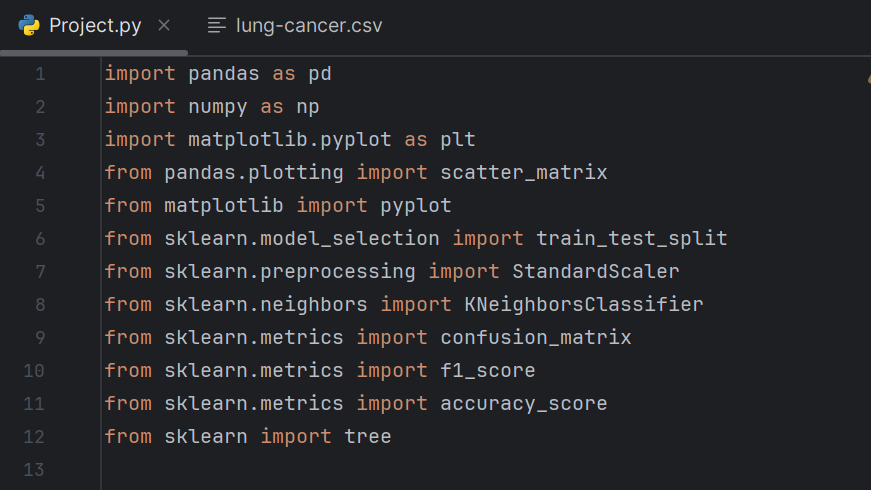 Project.py
lung-cancer.csv
1 import pandas as pd
2 import numpy as np
3 import matplotlib.pyplot as plt
4 from pandas.plotting import scatter_matrix
5 from matplotlib import pyplot
6 from sklearn.model_selection import train_test_split
7 from sklearn.preprocessing import StandardScaler
8 from sklearn.neighbors import KNeighborsClassifier
9 from sklearn.metrics import confusion_matrix
10 from sklearn.metrics import f1_score
11 from sklearn.metrics import accuracy_score
12 from sklearn import tree
13